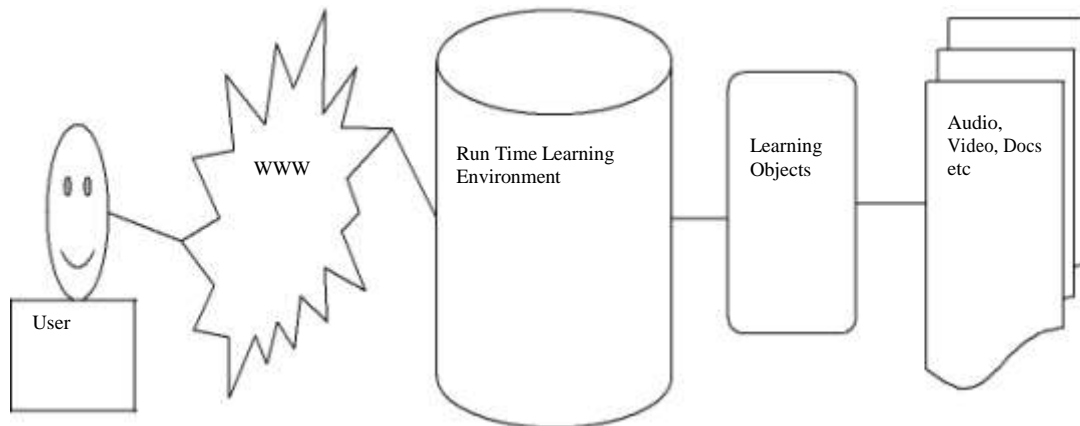 User
WWW
Run Time Learning
Environment
Learning
Objects
Audio,
Video, Docs
etc